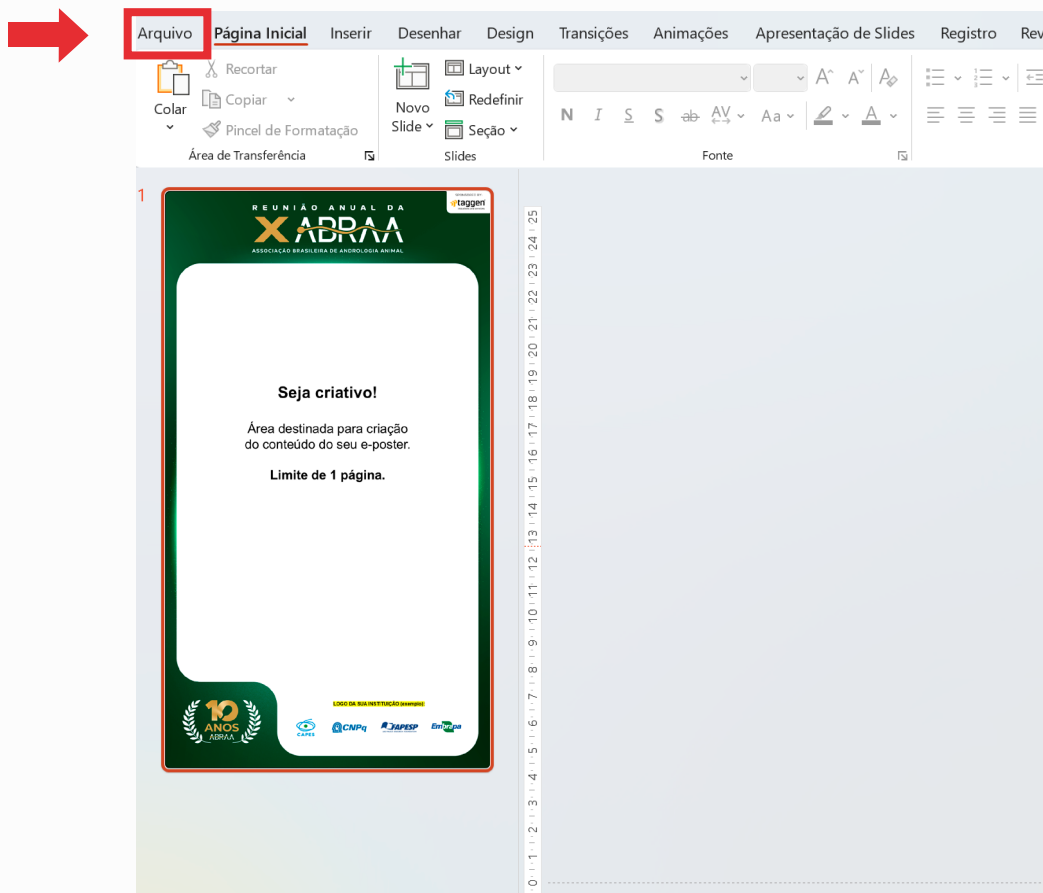 Arquivo Página Inicial Inserir Desenhar Design Transições Animações Apresentação de Slides Registro Rev
Colar
Recortar
Copiar
Pincel de Formatação
Área de Transferência
Novo
Slide
Layout
Redefinir
Seção
Slides
N I S S ab AV Aa A
Fonte
1
taggen
REUNIÃO ANUAL DA
X ABRAA
ASSOCIAÇÃO BRASILEIRA DE ANDROLOGIA ANIMAL
Seja criativo!
Área destinada para criação
do conteúdo do seu e-poster.
Limite de 1 página.
LOGO DA SUA INSTITUIÇÃO (exemplo):
10
ANOS
ABRAA
CAPES
CNPq
FAPESP
Embrapa
25
24
23
22
21
20
19
18
17
16
15
14
13
12
11
10
9
8
7
6
5
4
3
2
1
0